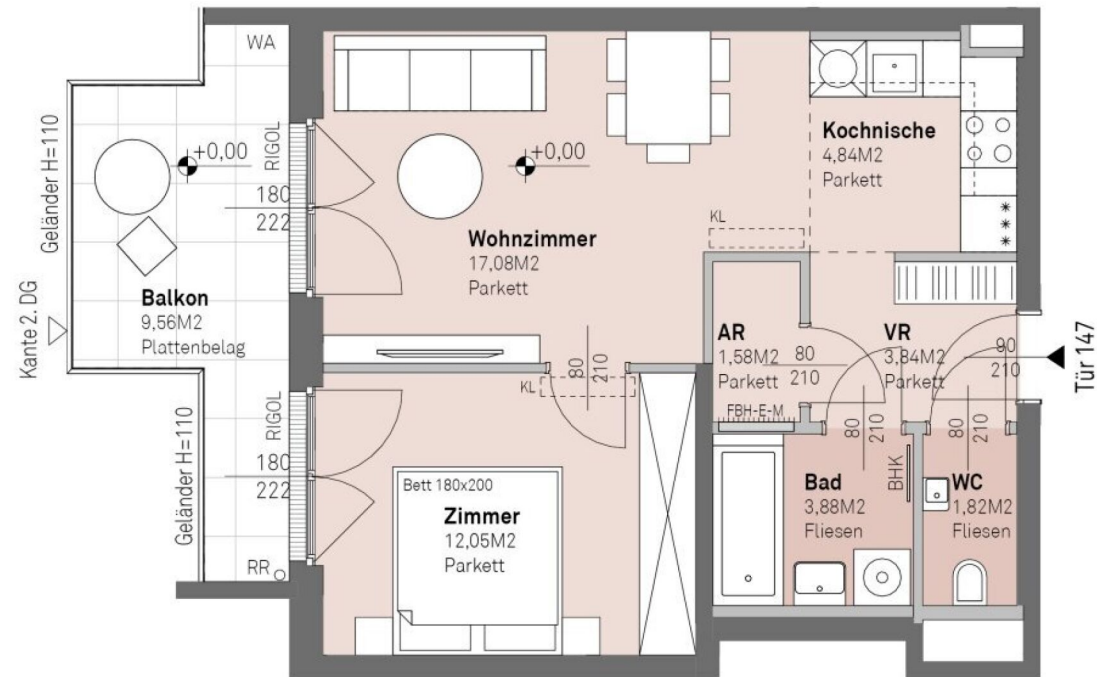 WA
Geländer H=110
RIGOL
+0,00
180
222
Balkon
9,56M2
Plattenbelag
Kante 2. DG
Geländer H=110
RIGOL
180
222
RR
+0,00
Wohnzimmer
17,08M2
Parkett
KL
Kochnische
4,84M2
Parkett
***
AR
1,58M2
Parkett
FBH-E-M
80
210
VR
3,84M2
Parkett
90
210
Tür 147
80
210
KL
Bett 180x200
Zimmer
12,05M2
Parkett
80
210
Bad
3,88M2
Fliesen
BHK
80
210
WC
1,82M2
Fliesen